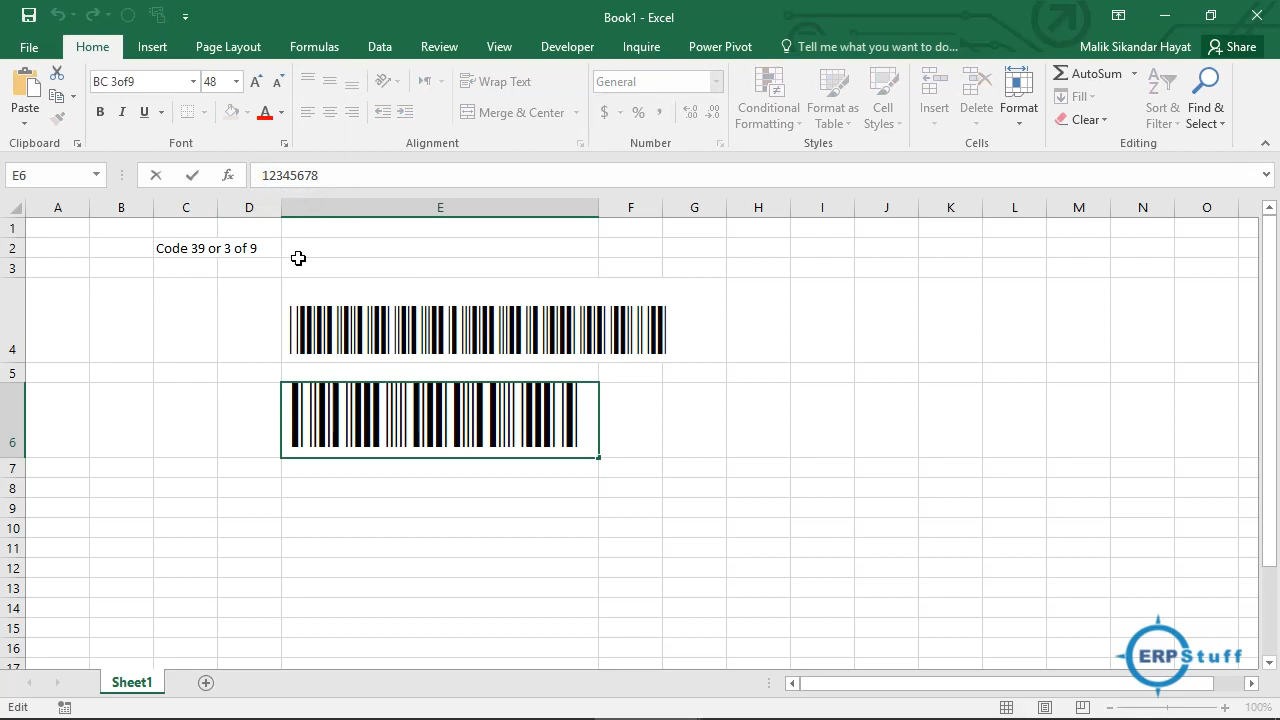 Book1 - Excel
File Home Insert Page Layout Formulas Data Review View Developer Inquire Power Pivot Tell me what you want to do... Malik Sikandar Hayat Share
Paste
Clipboard
BC 3of9 48
B I U A
Font
Wrap Text
Merge & Center
Alignment
General
$ % ,
Number
Conditional Formatting
Format as Table
Cell Styles
Styles
Insert Delete Format
Cells
AutoSum
Fill
Clear
Sort & Filter
Find & Select
Editing
E6 fx 12345678
A B C D E F G H I J K L M N O
1
2 Code 39 or 3 of 9
3
4
5
6
7
8
9
10
11
12
13
14
15
16
17
ERPStuff
Sheet1
Edit 100%